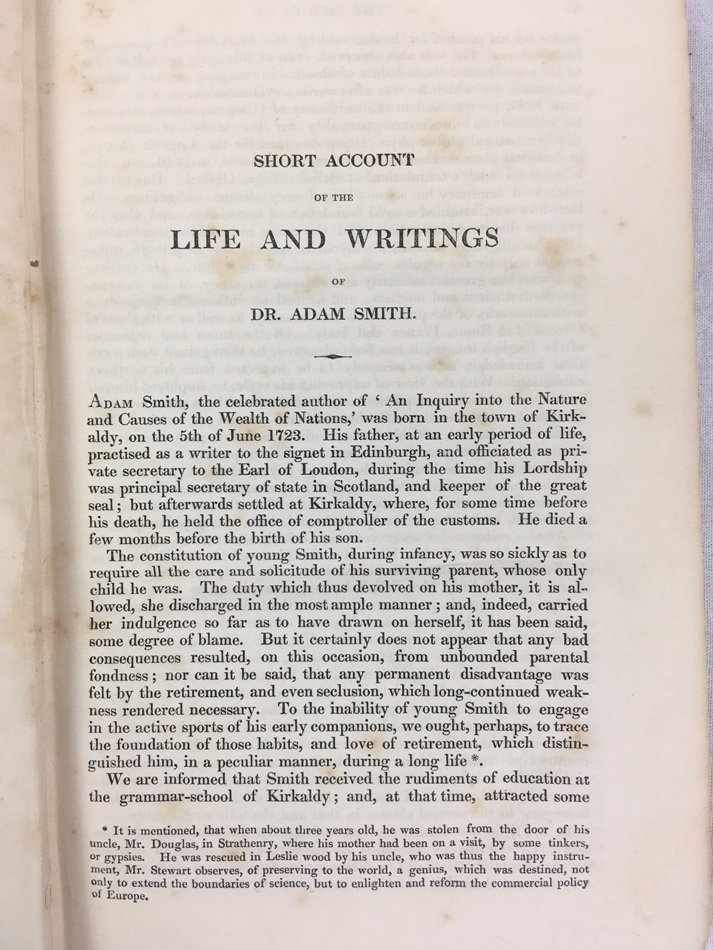 SHORT ACCOUNT
OF THE
LIFE AND WRITINGS
OF
DR. ADAM SMITH.
ADAM Smith, the celebrated author of ‘ An Inquiry into the Nature
and Causes of the Wealth of Nations,’ was born in the town of Kirk-
aldy, on the 5th of June 1723. His father, at an early period of life,
practised as a writer to the signet in Edinburgh, and officiated as pri-
vate secretary to the Earl of Loudon, during the time his Lordship
was principal secretary of state in Scotland, and keeper of the great
seal; but afterwards settled at Kirkaldy, where, for some time before
his death, he held the office of comptroller of the customs. He died a
few months before the birth of his son.
The constitution of young Smith, during infancy, was so sickly as to
require all the care and solicitude of his surviving parent, whose only
child he was. The duty which thus devolved on his mother, it is al-
lowed, she discharged in the most ample manner; and, indeed, carried
her indulgence so far as to have drawn on herself, it has been said,
some degree of blame. But it certainly does not appear that any bad
consequences resulted, on this occasion, from unbounded parental
fondness; nor can it be said, that any permanent disadvantage was
felt by the retirement, and even seclusion, which long-continued weak-
ness rendered necessary. To the inability of young Smith to engage
in the active sports of his early companions, we ought, perhaps, to trace
the foundation of those habits, and love of retirement, which distin-
guished him, in a peculiar manner, during a long life *.
We are informed that Smith received the rudiments of education at
the grammar-school of Kirkaldy; and, at that time, attracted some
* It is mentioned, that when about three years old, he was stolen from the door of his
uncle, Mr. Douglas, in Strathenry, where his mother had been on a visit, by some tinkers,
or gypsies. He was rescued in Leslie wood by his uncle, who was thus the happy instru-
ment, Mr. Stewart observes, of preserving to the world, a genius, which was destined, not
only to extend the boundaries of science, but to enlighten and reform the commercial policy
of Europe.